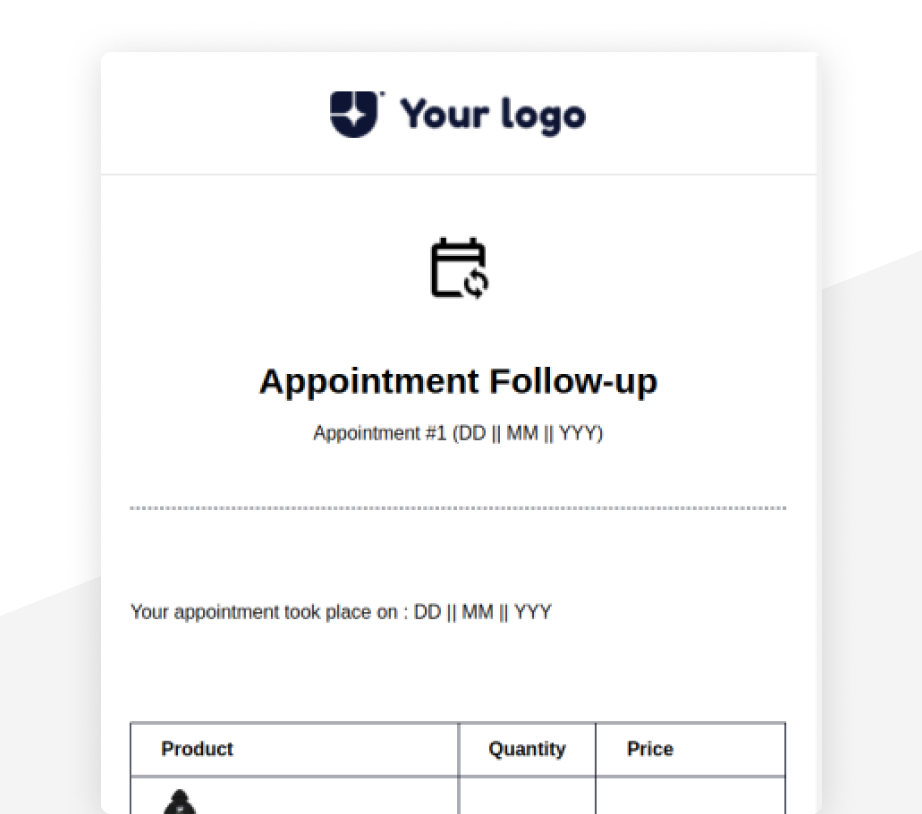 Your logo
Appointment Follow-up
Appointment #1 (DD || MM || YYY)
Your appointment took place on : DD || MM || YYY
Product Quantity Price